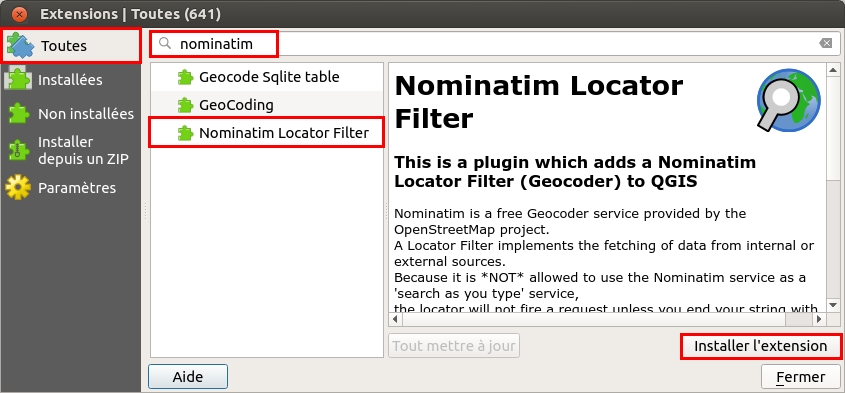 Extensions | Toutes (641)
Toutes
Installées
Non installées
Installer
depuis un ZIP
Paramètres
nominatim
Geocode Sqlite table
GeoCoding
Nominatim Locator Filter
Nominatim Locator
Filter
This is a plugin which adds a Nominatim
Locator Filter (Geocoder) to QGIS
Nominatim is a free Geocoder service provided by the
OpenStreetMap project.
A Locator Filter implements the fetching of data from internal or
external sources.
Because it is *NOT* allowed to use the Nominatim service as a
'search as you type' service,
the locator will not fire a request unless you end your string with
Tout mettre à jour
Installer l'extension
Aide
Fermer